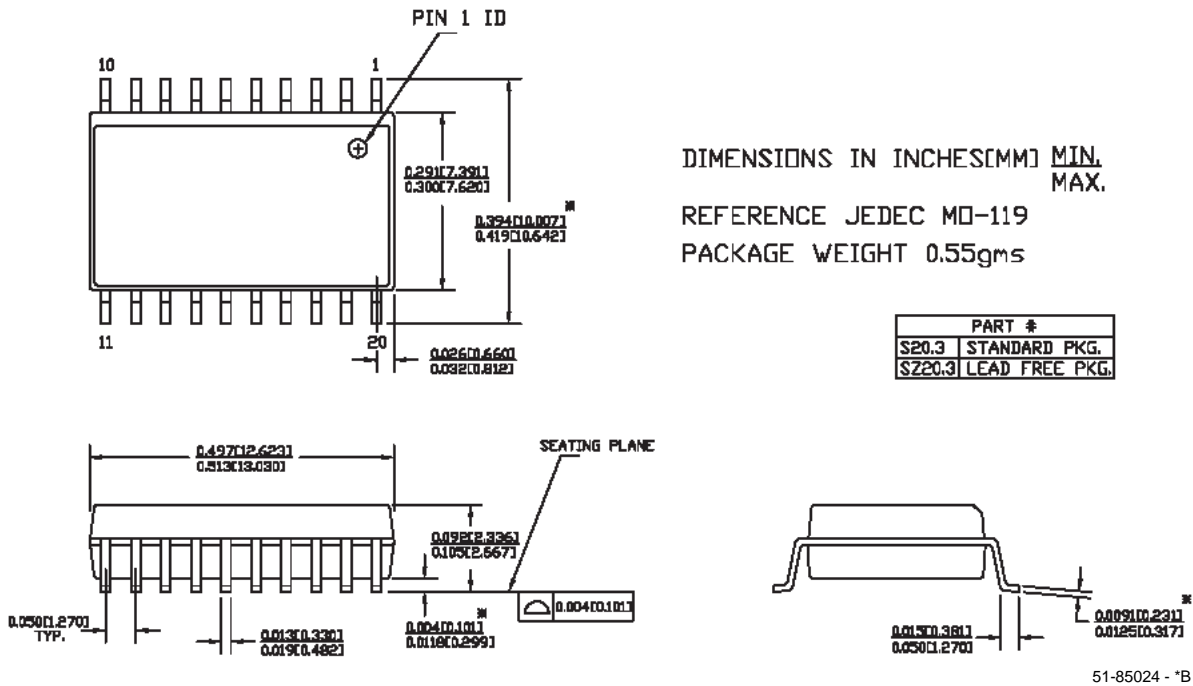 PIN 1 ID
10
1
0.291[7.391]
0.300[7.620]
*
0.394[10.007]
0.419[10.642]
DIMENSIONS IN INCHES[MM] MIN.
MAX.
REFERENCE JEDEC MO-119
PACKAGE WEIGHT 0.55gms
PART #
S20.3 STANDARD PKG.
SZ20.3 LEAD FREE PKG.
11
20
0.026[0.660]
0.032[0.812]
0.497[12.623]
0.513[13.030]
SEATING PLANE
0.092[2.336]
0.105[2.667]
0.004[0.101]
0.050[1.270]
TYP.
0.013[0.330]
0.019[0.482]
*
0.004[0.101]
0.0118[0.299]
0.015[0.381]
0.050[1.270]
*
0.0091[0.231]
0.0125[0.317]
51-85024 - *B